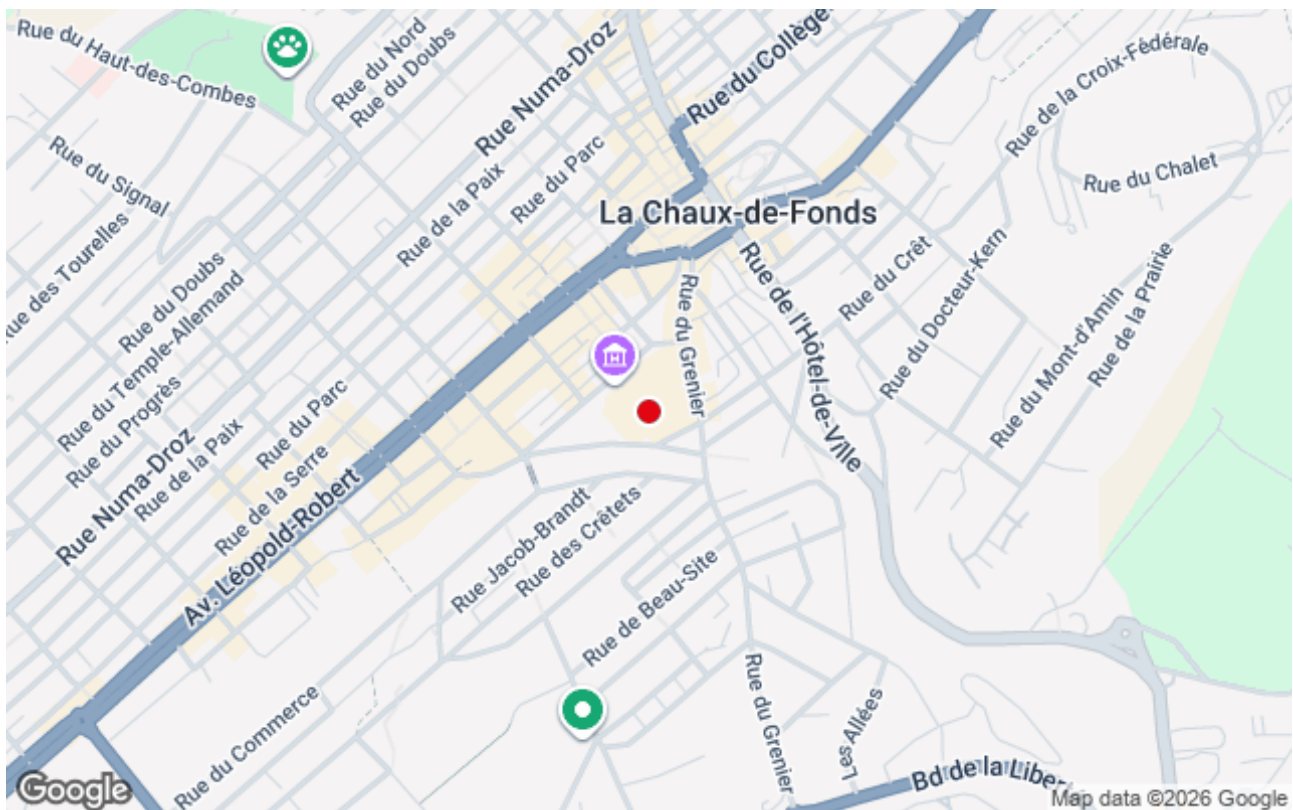 Rue du Haut-des-Combes
Rue du Nord
Rue du Doubs
Rue Numa-Droz
Rue du Collège
Rue de la Croix-Fédérale
Rue du Signal
Rue de la Paix
Rue du Parc
Rue du Chalet
La Chaux-de-Fonds
Rue des Tourelles
Rue du Doubs
Rue du Temple-Allemand
Rue du Progrès
Rue Numa-Droz
Rue de la Paix
Rue du Parc
Rue de la Serre
Av. Léopold-Robert
Rue du Grenier
Rue de l'Hôtel-de-Ville
Rue du Crêt
Rue du Docteur-Kern
Rue du Mont-d'Amin
Rue de la Prairie
Rue Jacob-Brandt
Rue des Crêtets
Rue de Beau-Site
Rue du Commerce
Rue du Grenier
Les Allées
Bd de la Liber
Google
Map data ©2026 Google